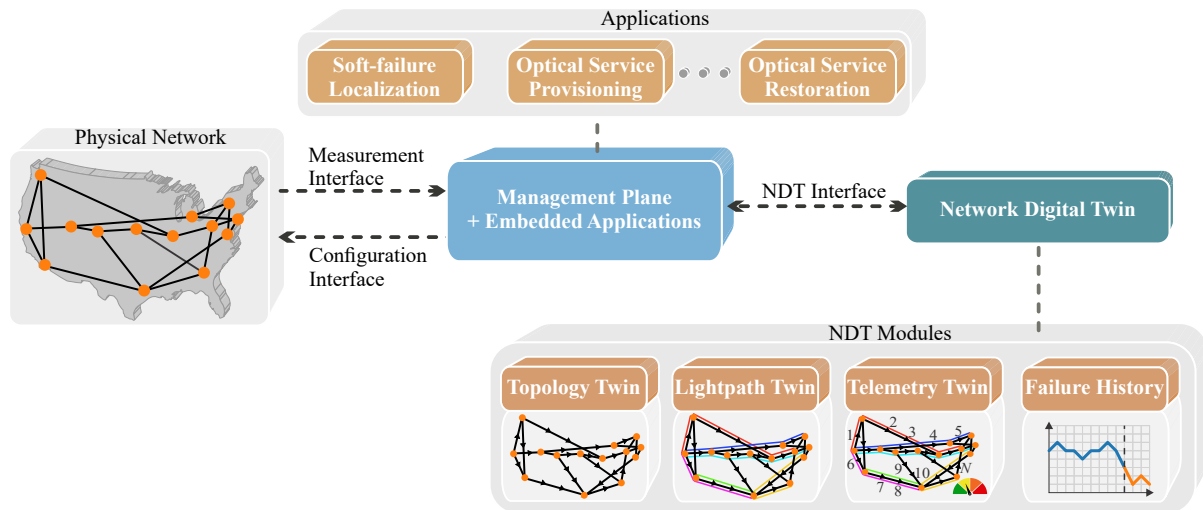 Applications
Soft-failure
Localization
Optical Service
Provisioning
Optical Service
Restoration
Physical Network
Measurement
Interface
Configuration
Interface
Management Plane
+ Embedded Applications
NDT Interface
Network Digital Twin
NDT Modules
Topology Twin
Lightpath Twin
Telemetry Twin
Failure History
1
2
3
4
5
6
7
8
9
10
N